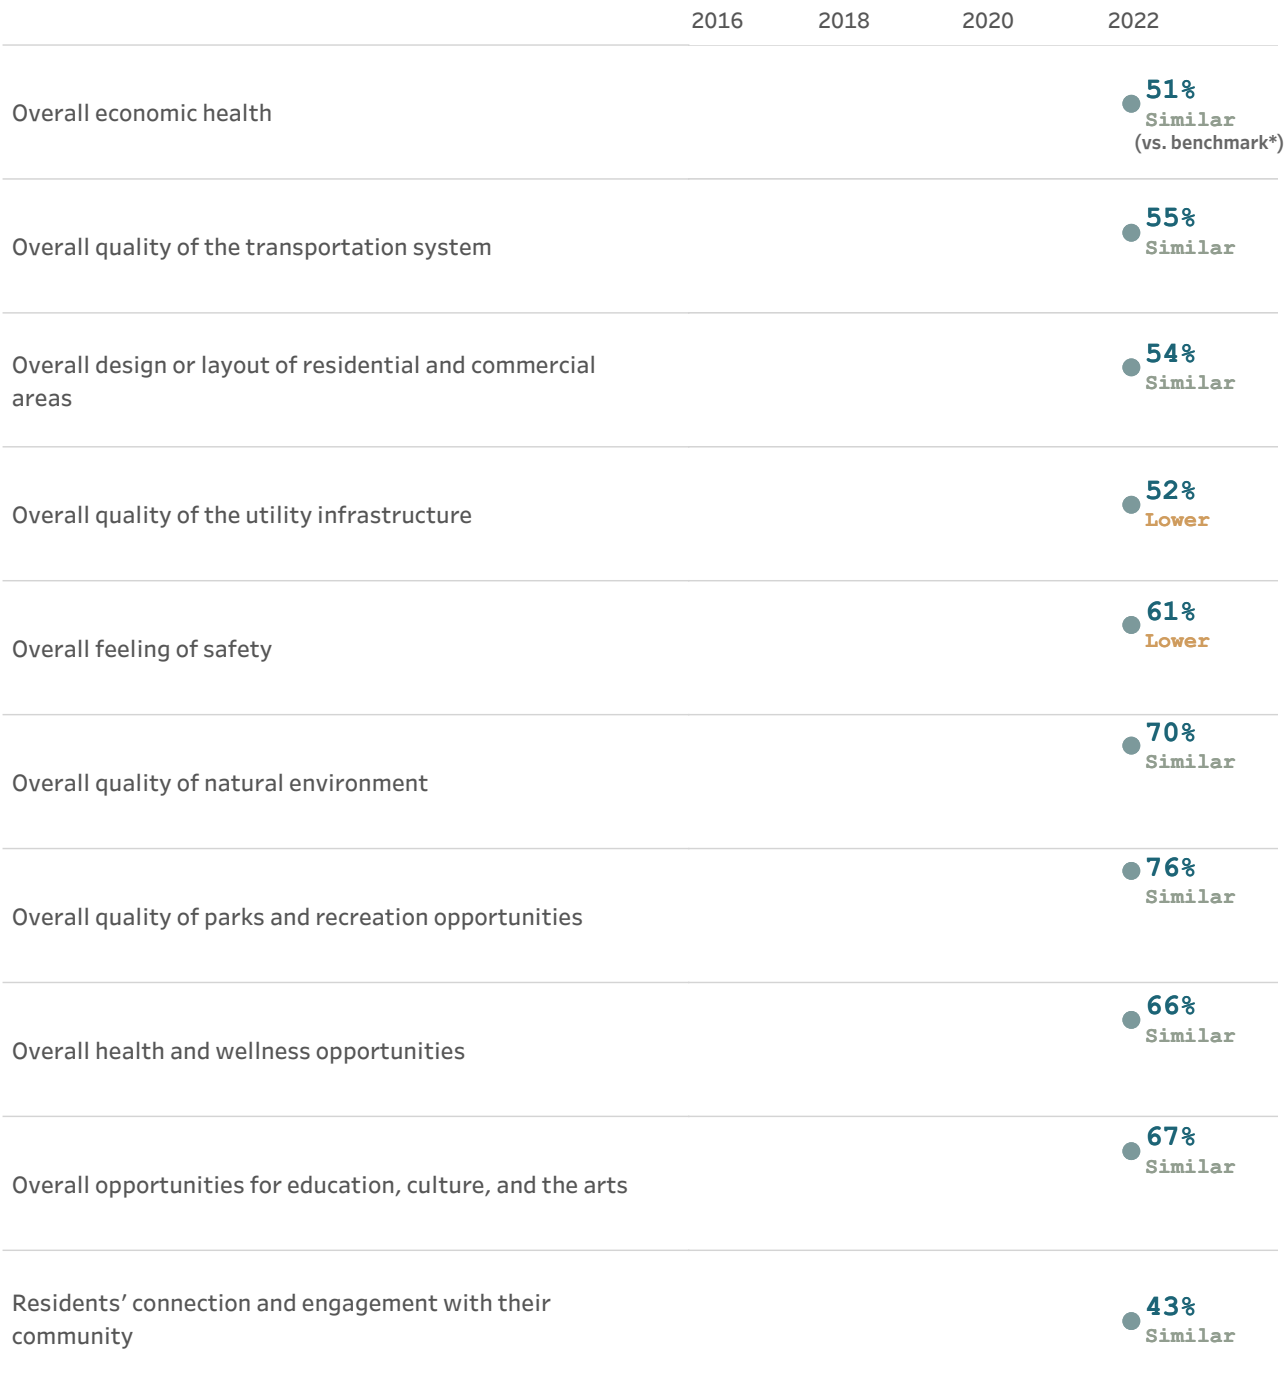 2016 2018 2020 2022
Overall economic health
51%
Similar
(vs. benchmark*)
Overall quality of the transportation system
55%
Similar
Overall design or layout of residential and commercial
areas
54%
Similar
Overall quality of the utility infrastructure
52%
Lower
Overall feeling of safety
61%
Lower
Overall quality of natural environment
70%
Similar
Overall quality of parks and recreation opportunities
76%
Similar
Overall health and wellness opportunities
66%
Similar
Overall opportunities for education, culture, and the arts
67%
Similar
Residents’ connection and engagement with their
community
43%
Similar